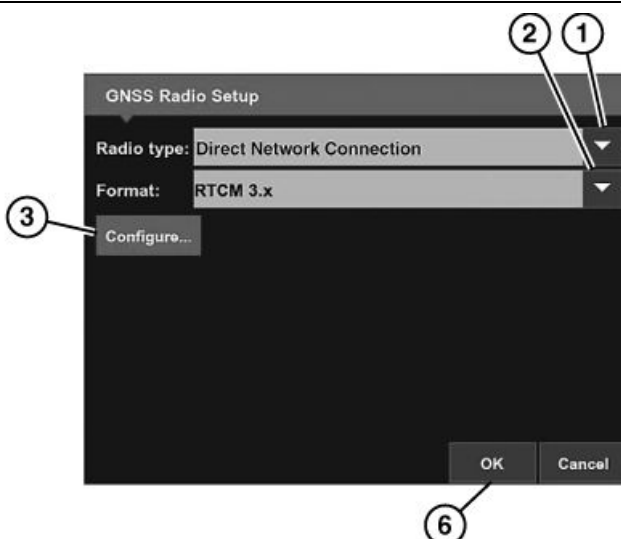 2 1
GNSS Radio Setup
Radio type: Direct Network Connection
Format: RTCM 3.x
3
Configure...
OK Cancel
6